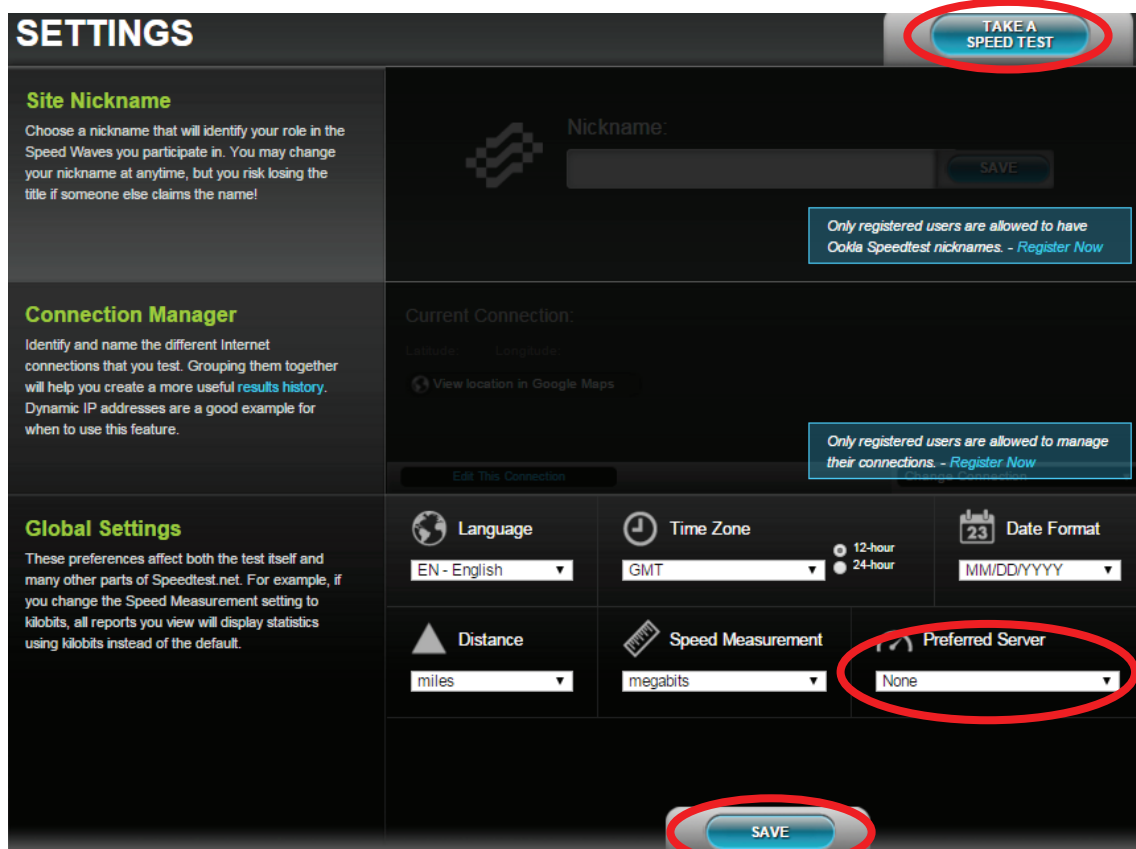 SETTINGS
TAKE A
SPEED TEST
Site Nickname
Choose a nickname that will identify your role in the
Speed Waves you participate in. You may change
your nickname at anytime, but you risk losing the
title if someone else claims the name!
Nickname:
SAVE
Only registered users are allowed to have
Ookla Speedtest nicknames. - Register Now
Connection Manager
Identify and name the different Internet
connections that you test. Grouping them together
will help you create a more useful results history.
Dynamic IP addresses are a good example for
when to use this feature.
Current Connection:
Latitude Longitude:
View location in Google Maps
Only registered users are allowed to manage
their connections. - Register Now
Edit This Connection
Change Connection
Global Settings
These preferences affect both the test itself and
many other parts of Speedtest.net. For example, if
you change the Speed Measurement setting to
kilobits, all reports you view will display statistics
using kilobits instead of the default.
Language
EN - English
Time Zone
GMT
12-hour
24-hour
23
Date Format
MM/DD/YYYY
Distance
miles
Speed Measurement
megabits
Preferred Server
None
SAVE